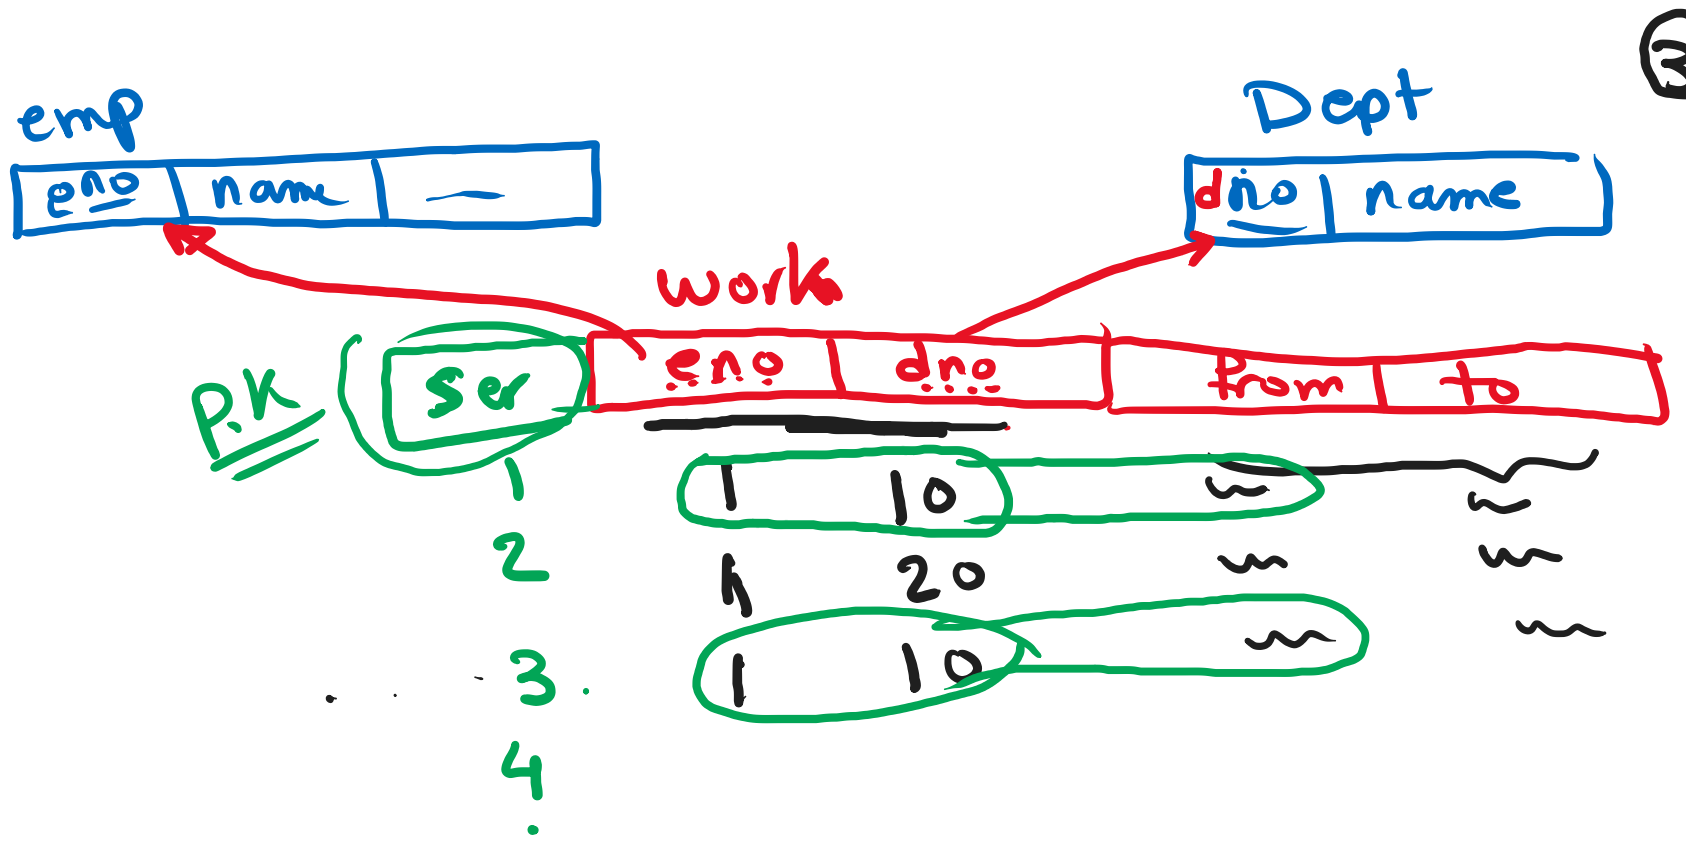 3
emp Dept
eno name dno name
work
P.K ser eno dno from to
1 1 10
2 1 20
3 1 10
4